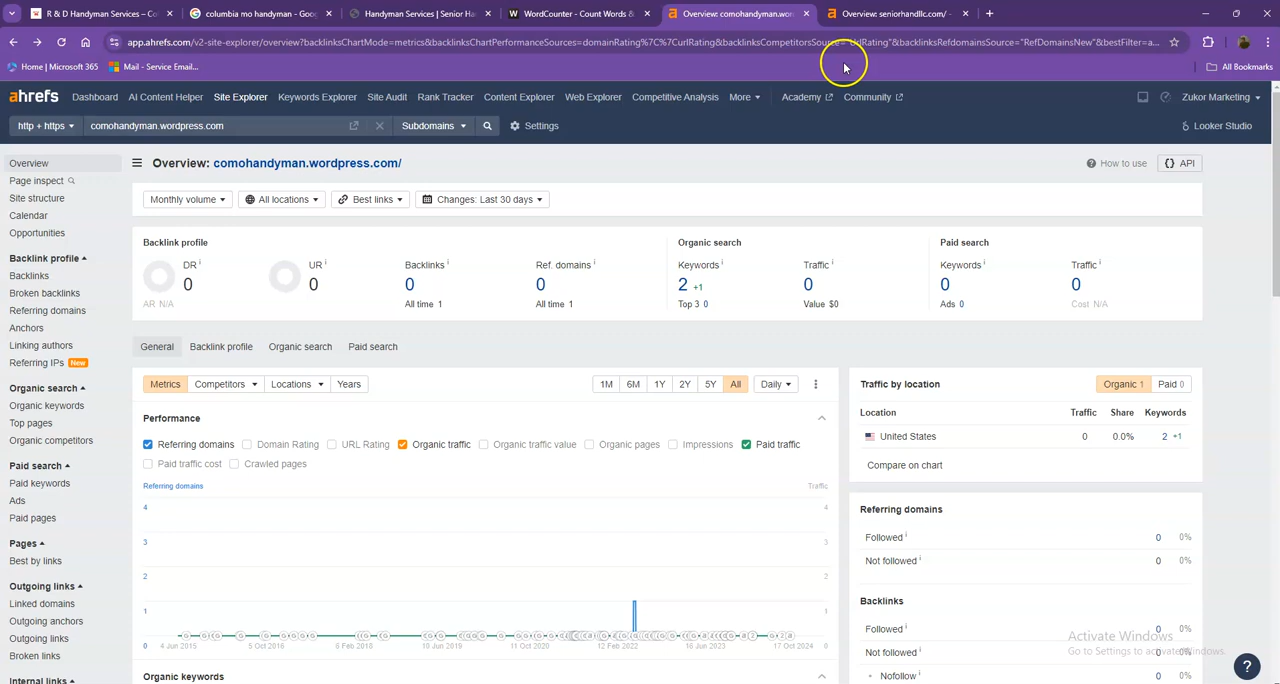 R & D Handyman Services – Co
columbia mo handyman - Goog
Handyman Services | Senior Ha
WordCounter - Count Words &
Overview: comohandyman.wor
Overview: seniorhandllc.com/ -
app.ahrefs.com/v2-site-explorer/overview?backlinksChartMode=metrics&backlinksChartPerformanceSources=domainRating%7C%7CurlRating&backlinksCompetitorsSource="UrlRating"&backlinksRefdomainsSource="RefDomainsNew"&bestFilter=a...
Home | Microsoft 365
Mail - Service Email...
All Bookmarks
ahrefs Dashboard AI Content Helper Site Explorer Keywords Explorer Site Audit Rank Tracker Content Explorer Web Explorer Competitive Analysis More Academy Community Zukor Marketing
http + https comohandyman.wordpress.com Subdomains Settings Looker Studio
Overview
Page inspect
Site structure
Calendar
Opportunities
Backlink profile
Backlinks
Broken backlinks
Referring domains
Anchors
Linking authors
Referring IPs New
Organic search
Organic keywords
Top pages
Organic competitors
Paid search
Paid keywords
Ads
Paid pages
Pages
Best by links
Outgoing links
Linked domains
Outgoing anchors
Outgoing links
Broken links
Internal links
Overview: comohandyman.wordpress.com/
How to use {} API
Monthly volume All locations Best links Changes: Last 30 days
Backlink profile Organic search Paid search
DR UR Backlinks Ref. domains Keywords Traffic Keywords Traffic
0 0 0 0 2 +1 0 0 0
AR N/A All time 1 All time 1 Top 3 0 Value $0 Ads 0 Cost N/A
General Backlink profile Organic search Paid search
Metrics Competitors Locations Years 1M 6M 1Y 2Y 5Y All Daily
Performance
Referring domains Domain Rating URL Rating Organic traffic Organic traffic value Organic pages Impressions Paid traffic
Paid traffic cost Crawled pages
Referring domains Traffic
4 4
3 3
2 2
1 1
0 4 Jun 2015 5 Oct 2016 8 Feb 2018 10 Jun 2019 11 Oct 2020 12 Feb 2022 16 Jun 2023 17 Oct 2024 0
Organic keywords
Traffic by location Organic 1 Paid 0
Location Traffic Share Keywords
United States 0 0.0% 2 +1
Compare on chart
Referring domains
Followed 0 0%
Not followed 0 0%
Backlinks
Followed 0 0%
Not followed 0 0%
Nofollow 0 0%
Activate Windows
Go to Settings to activate Windows.
?